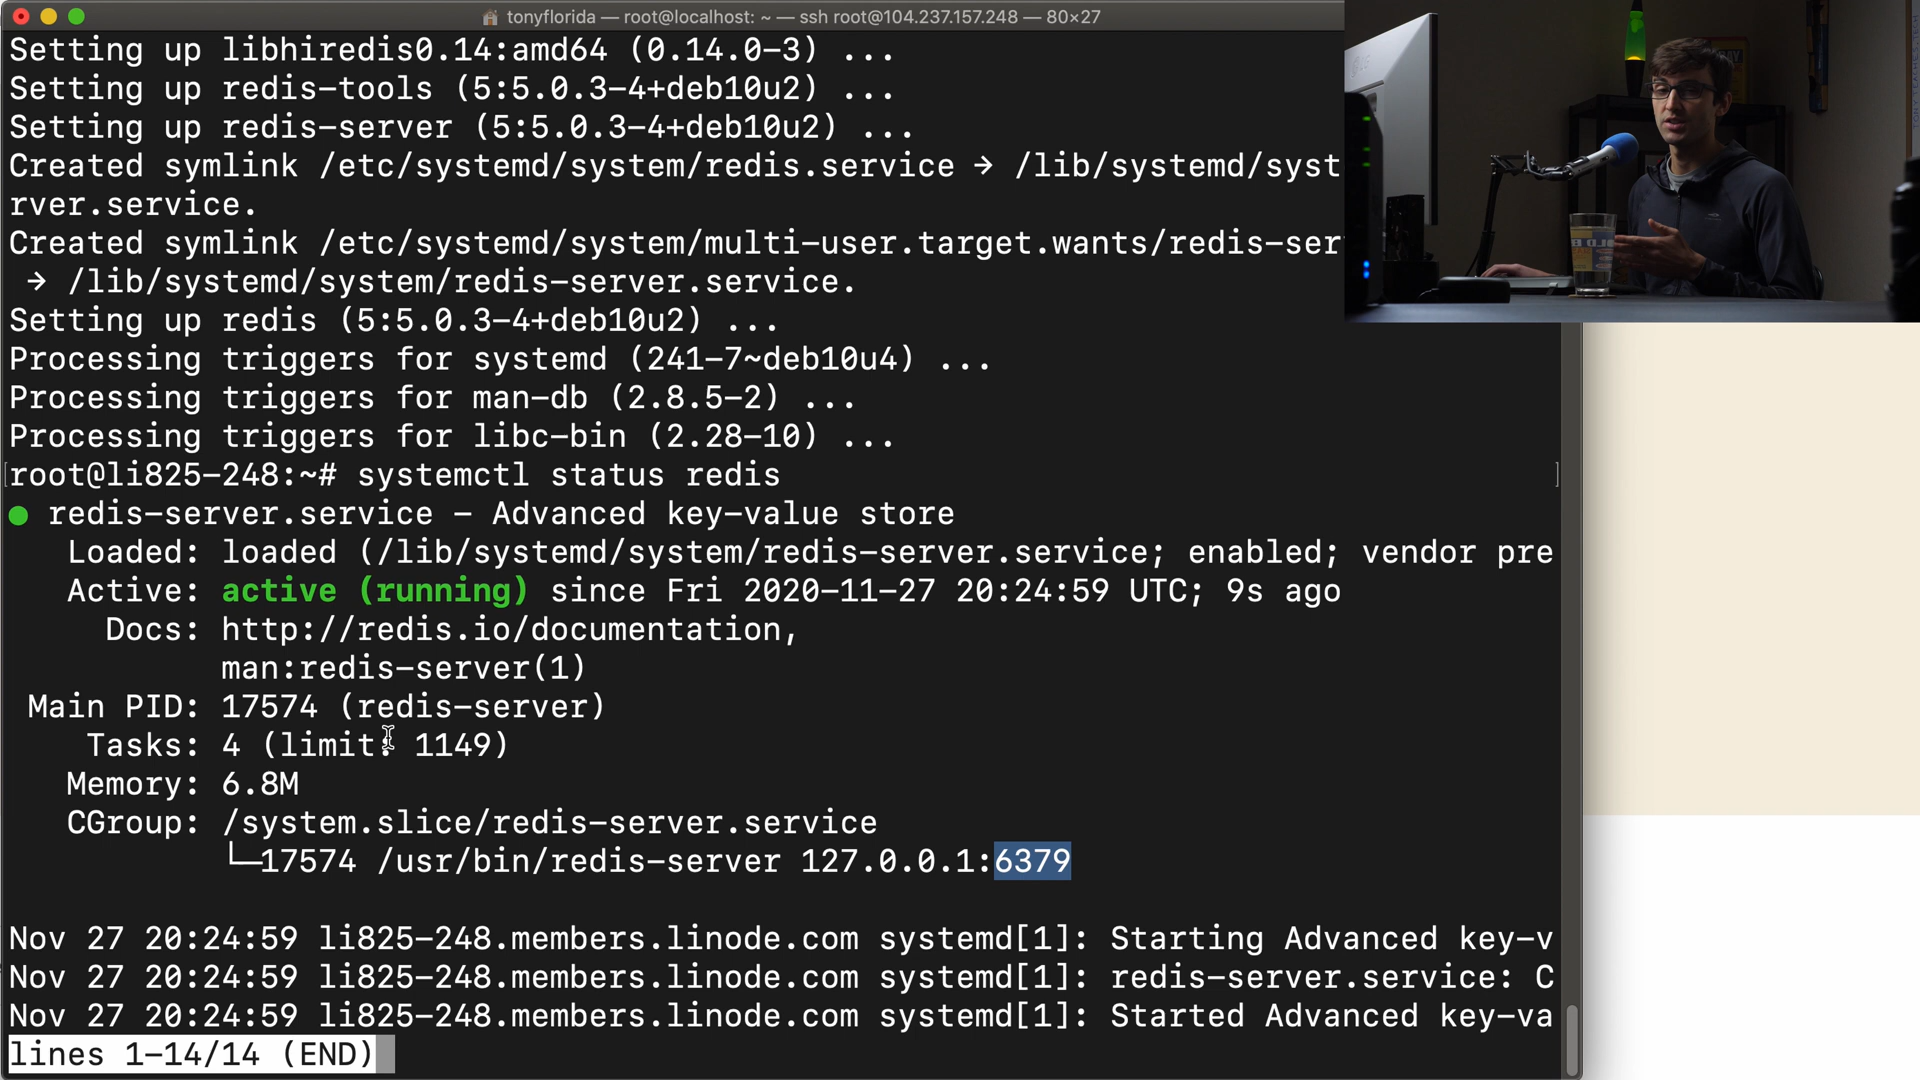 tonyflorida — root@localhost: ~ — ssh root@104.237.157.248 — 80×27
Setting up libhiredis0.14:amd64 (0.14.0-3) ...
Setting up redis-tools (5:5.0.3-4+deb10u2) ...
Setting up redis-server (5:5.0.3-4+deb10u2) ...
Created symlink /etc/systemd/system/redis.service → /lib/systemd/syst
rver.service.
Created symlink /etc/systemd/system/multi-user.target.wants/redis-ser
→ /lib/systemd/system/redis-server.service.
Setting up redis (5:5.0.3-4+deb10u2) ...
Processing triggers for systemd (241-7~deb10u4) ...
Processing triggers for man-db (2.8.5-2) ...
Processing triggers for libc-bin (2.28-10) ...
[root@li825-248:~# systemctl status redis ]
● redis-server.service - Advanced key-value store
Loaded: loaded (/lib/systemd/system/redis-server.service; enabled; vendor pre
Active: active (running) since Fri 2020-11-27 20:24:59 UTC; 9s ago
Docs: http://redis.io/documentation,
man:redis-server(1)
Main PID: 17574 (redis-server)
Tasks: 4 (limit: 1149)
Memory: 6.8M
CGroup: /system.slice/redis-server.service
└─17574 /usr/bin/redis-server 127.0.0.1:6379
Nov 27 20:24:59 li825-248.members.linode.com systemd[1]: Starting Advanced key-v
Nov 27 20:24:59 li825-248.members.linode.com systemd[1]: redis-server.service: C
Nov 27 20:24:59 li825-248.members.linode.com systemd[1]: Started Advanced key-va
lines 1-14/14 (END)